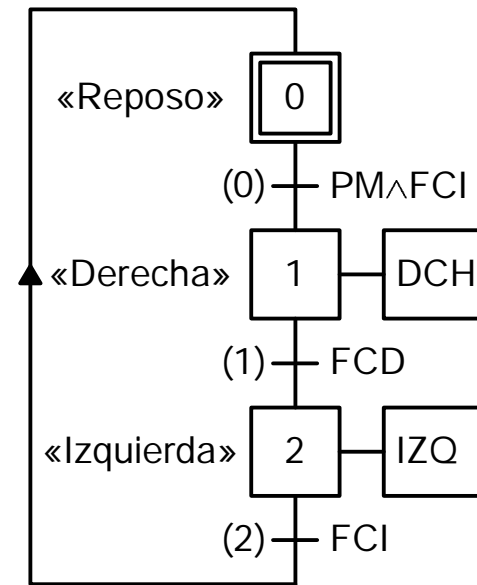 «Reposo» 0
(0) PM∧FCI
«Derecha» 1 DCH
(1) FCD
«Izquierda» 2 IZQ
(2) FCI